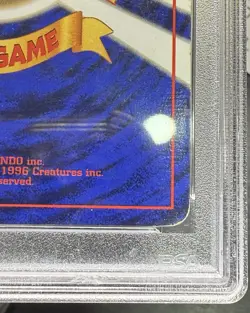 GAME
NDO inc.
1996 Creatures inc.
served.